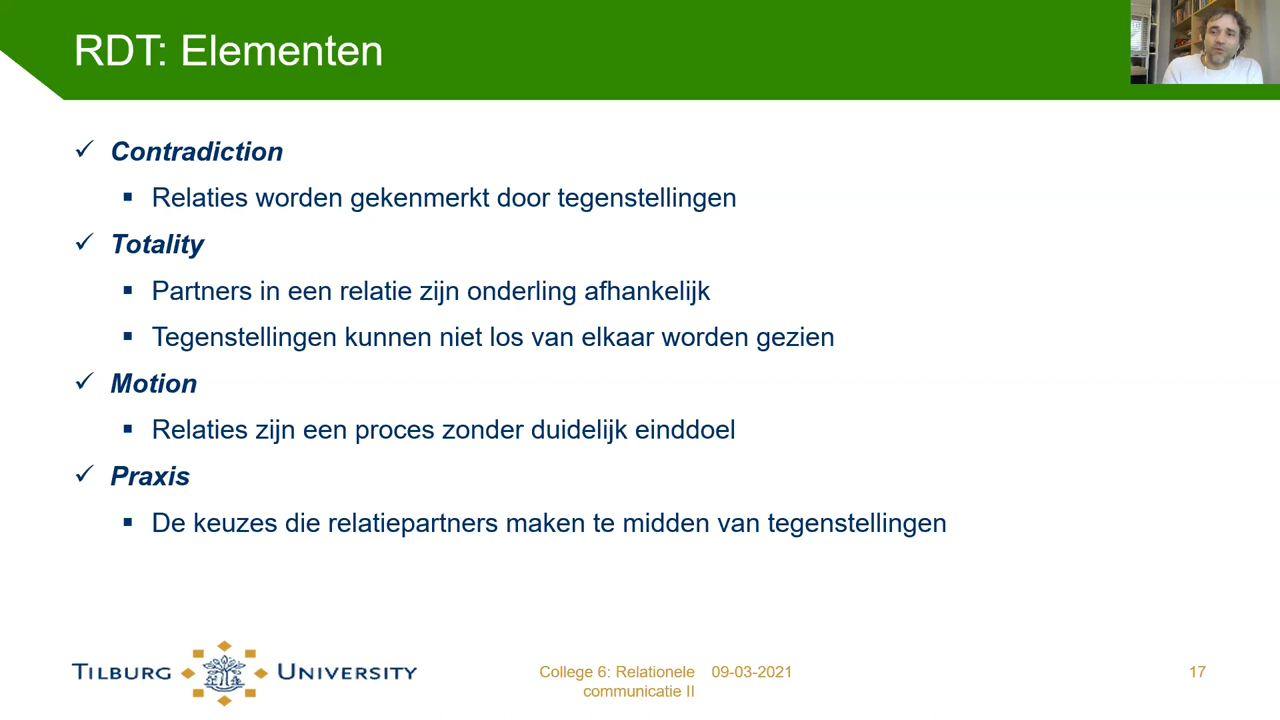 RDT: Elementen
Contradiction
Relaties worden gekenmerkt door tegenstellingen
Totality
Partners in een relatie zijn onderling afhankelijk
Tegenstellingen kunnen niet los van elkaar worden gezien
Motion
Relaties zijn een proces zonder duidelijk einddoel
Praxis
De keuzes die relatiepartners maken te midden van tegenstellingen
TILBURG UNIVERSITY
College 6: Relationele 09-03-2021
communicatie II
17